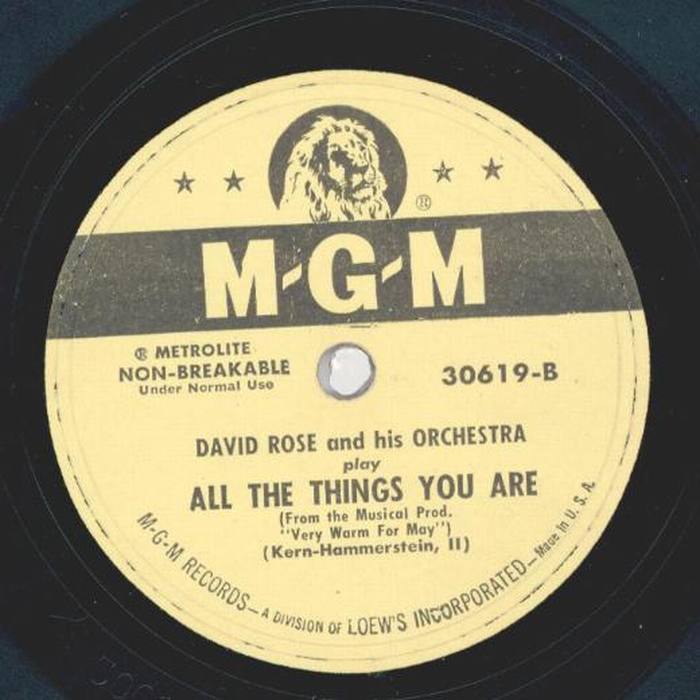 ®
M-G-M
® METROLITE
NON-BREAKABLE
Under Normal Use
30619-B
DAVID ROSE and his ORCHESTRA
play
ALL THE THINGS YOU ARE
(From the Musical Prod.
"Very Warm For May")
(Kern-Hammerstein, II)
M-G-M RECORDS—A DIVISION OF LOEW'S INCORPORATED—Made in U. S. A.